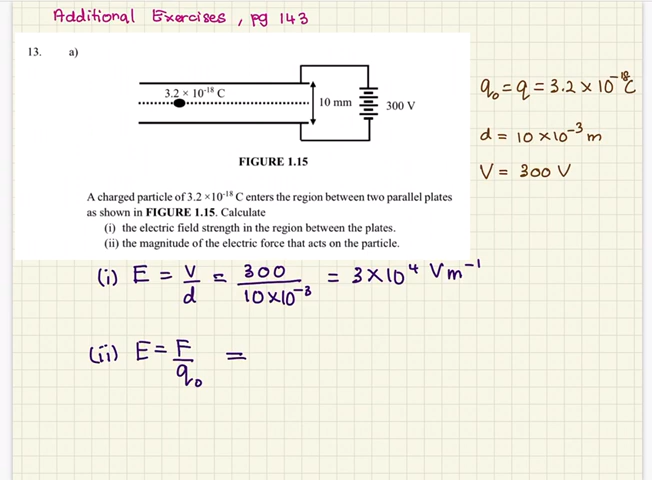 Additional Exercises, pg 143
13. a)
3.2 × 10⁻¹⁸ C
10 mm
300 V
FIGURE 1.15
q₀ = q = 3.2 × 10⁻¹⁸C
d = 10 × 10⁻³ m
V = 300 V
A charged particle of 3.2 ×10⁻¹⁸ C enters the region between two parallel plates
as shown in FIGURE 1.15. Calculate
(i) the electric field strength in the region between the plates.
(ii) the magnitude of the electric force that acts on the particle.
(i) E = V/d = 300/10×10⁻³ = 3×10⁴ Vm⁻¹
(ii) E = F/q₀ =